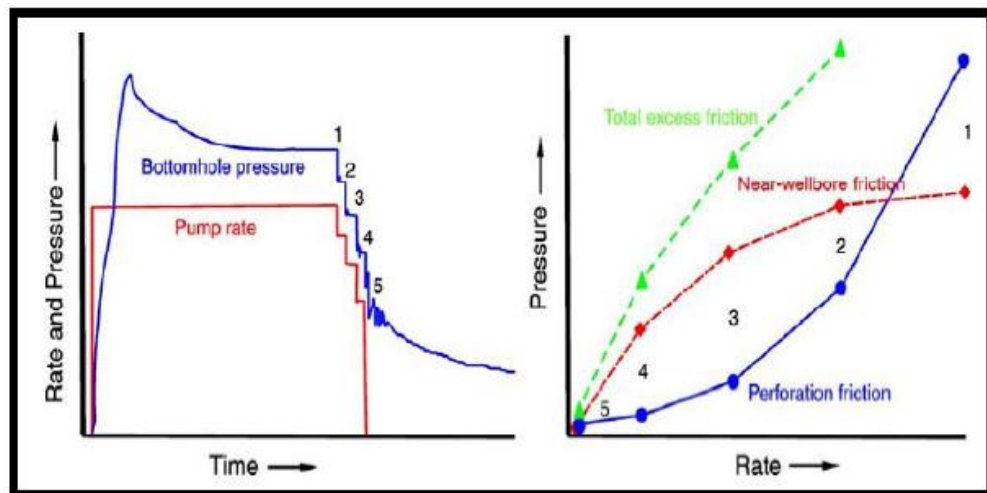 Rate and Pressure
Bottomhole pressure
Pump rate
1
2
3
4
5
Time
Pressure
Total excess friction
Near-wellbore friction
1
2
3
4
5
Perforation friction
Rate